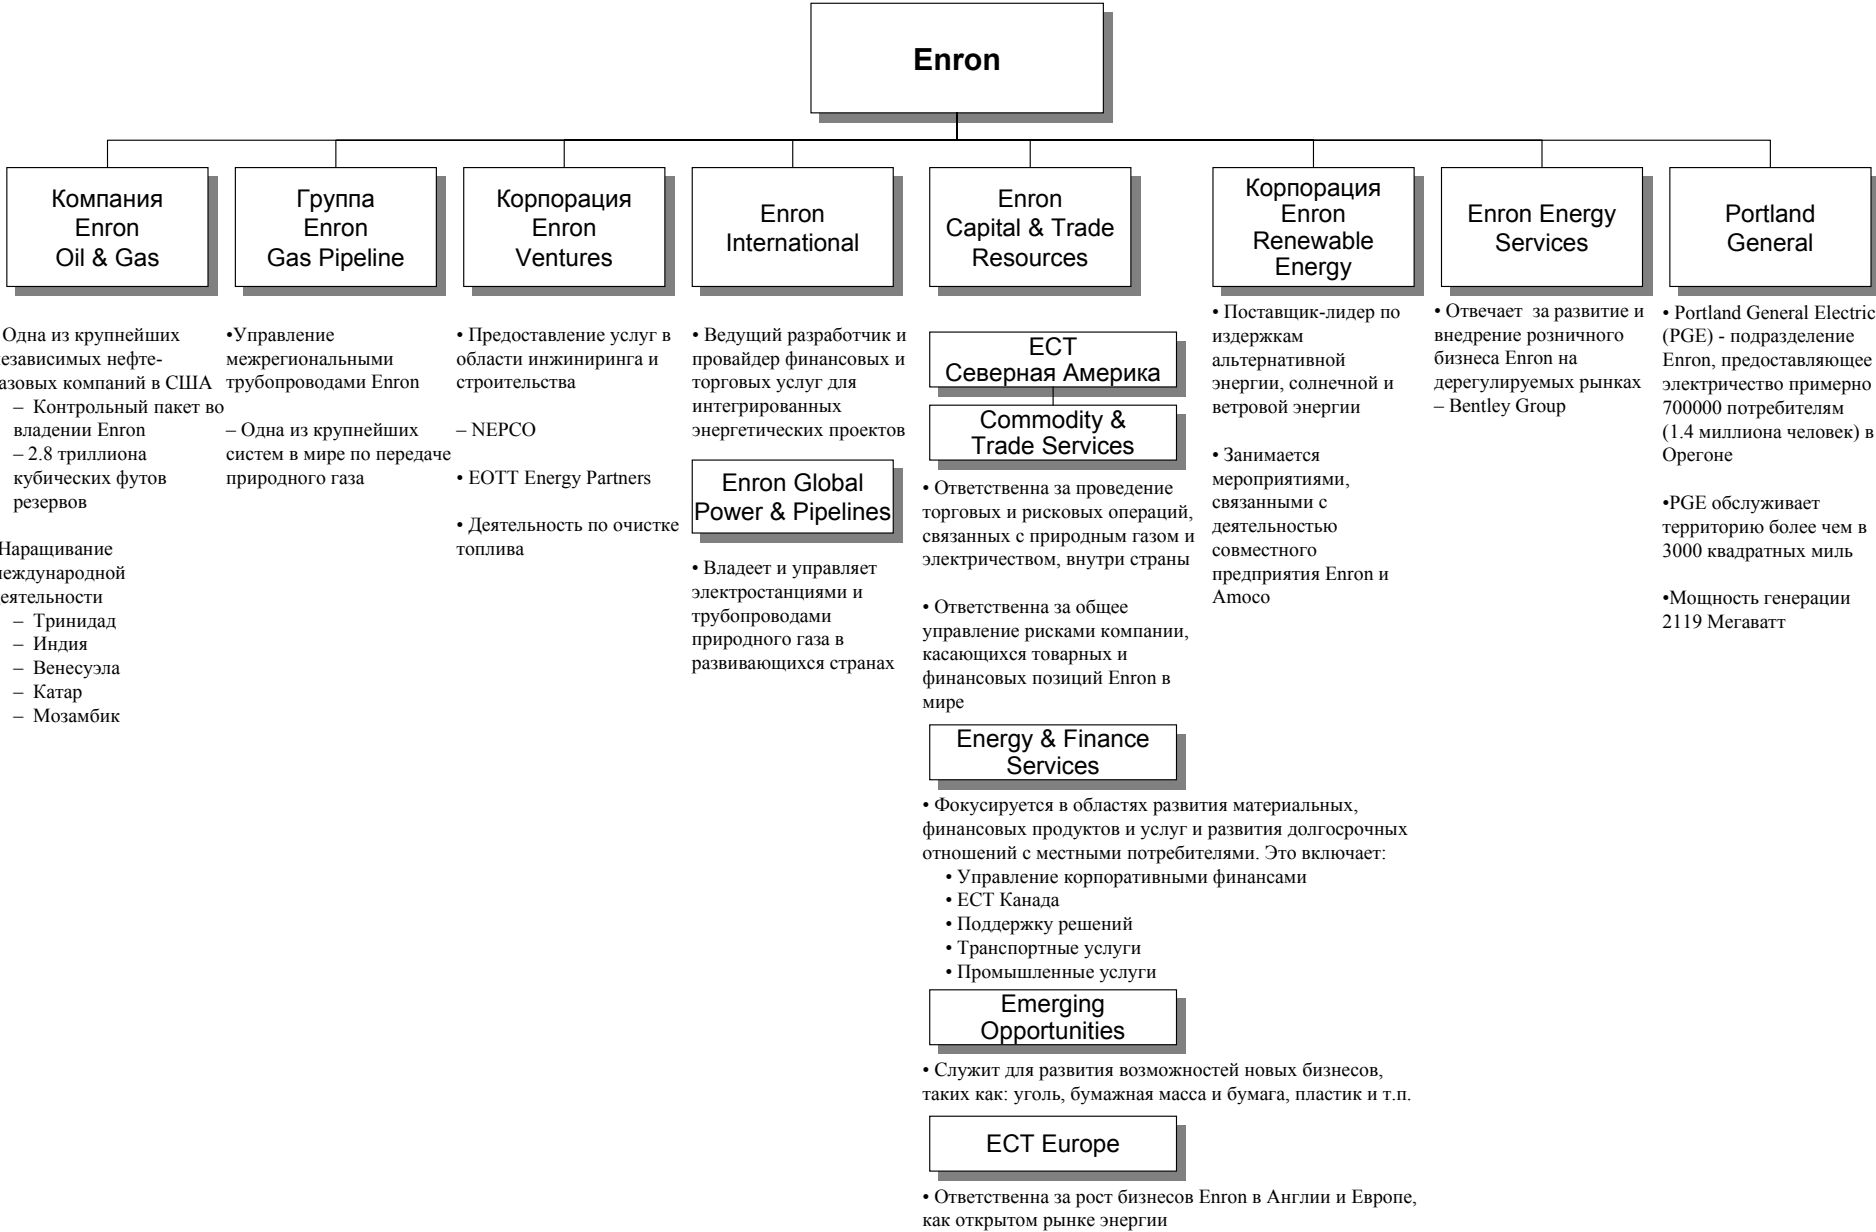 Enron
Компания
Enron
Oil & Gas
Одна из крупнейших
независимых нефте-
газовых компаний в США
– Контрольный пакет во
владении Enron
– 2.8 триллиона
кубических футов
резервов
Наращивание
международной
деятельности
– Тринидад
– Индия
– Венесуэла
– Катар
– Мозамбик
Группа
Enron
Gas Pipeline
•Управление
межрегиональными
трубопроводами Enron
– Одна из крупнейших
систем в мире по передаче
природного газа
Корпорация
Enron
Ventures
• Предоставление услуг в
области инжиниринга и
строительства
– NEPCO
• EOTT Energy Partners
• Деятельность по очистке
топлива
Enron
International
• Ведущий разработчик и
провайдер финансовых и
торговых услуг для
интегрированных
энергетических проектов
Enron Global
Power & Pipelines
• Владеет и управляет
электростанциями и
трубопроводами
природного газа в
развивающихся странах
Enron
Capital & Trade
Resources
ECT
Северная Америка
Commodity &
Trade Services
• Ответственна за проведение
торговых и рисковых операций,
связанных с природным газом и
электричеством, внутри страны
• Ответственна за общее
управление рисками компании,
касающихся товарных и
финансовых позиций Enron в
мире
Energy & Finance
Services
• Фокусируется в областях развития материальных,
финансовых продуктов и услуг и развития долгосрочных
отношений с местными потребителями. Это включает:
• Управление корпоративными финансами
• ECT Канада
• Поддержку решений
• Транспортные услуги
• Промышленные услуги
Emerging
Opportunities
• Служит для развития возможностей новых бизнесов,
таких как: уголь, бумажная масса и бумага, пластик и т.п.
ECT Europe
• Ответственна за рост бизнесов Enron в Англии и Европе,
как открытом рынке энергии
Корпорация
Enron
Renewable
Energy
• Поставщик-лидер по
издержкам
альтернативной
энергии, солнечной и
ветровой энергии
• Занимается
мероприятиями,
связанными с
деятельностью
совместного
предприятия Enron и
Amoco
Enron Energy
Services
• Отвечает за развитие и
внедрение розничного
бизнеса Enron на
дерегулируемых рынках
– Bentley Group
Portland
General
• Portland General Electric
(PGE) - подразделение
Enron, предоставляющее
электричество примерно
700000 потребителям
(1.4 миллиона человек) в
Орегоне
•PGE обслуживает
территорию более чем в
3000 квадратных миль
•Мощность генерации
2119 Мегаватт